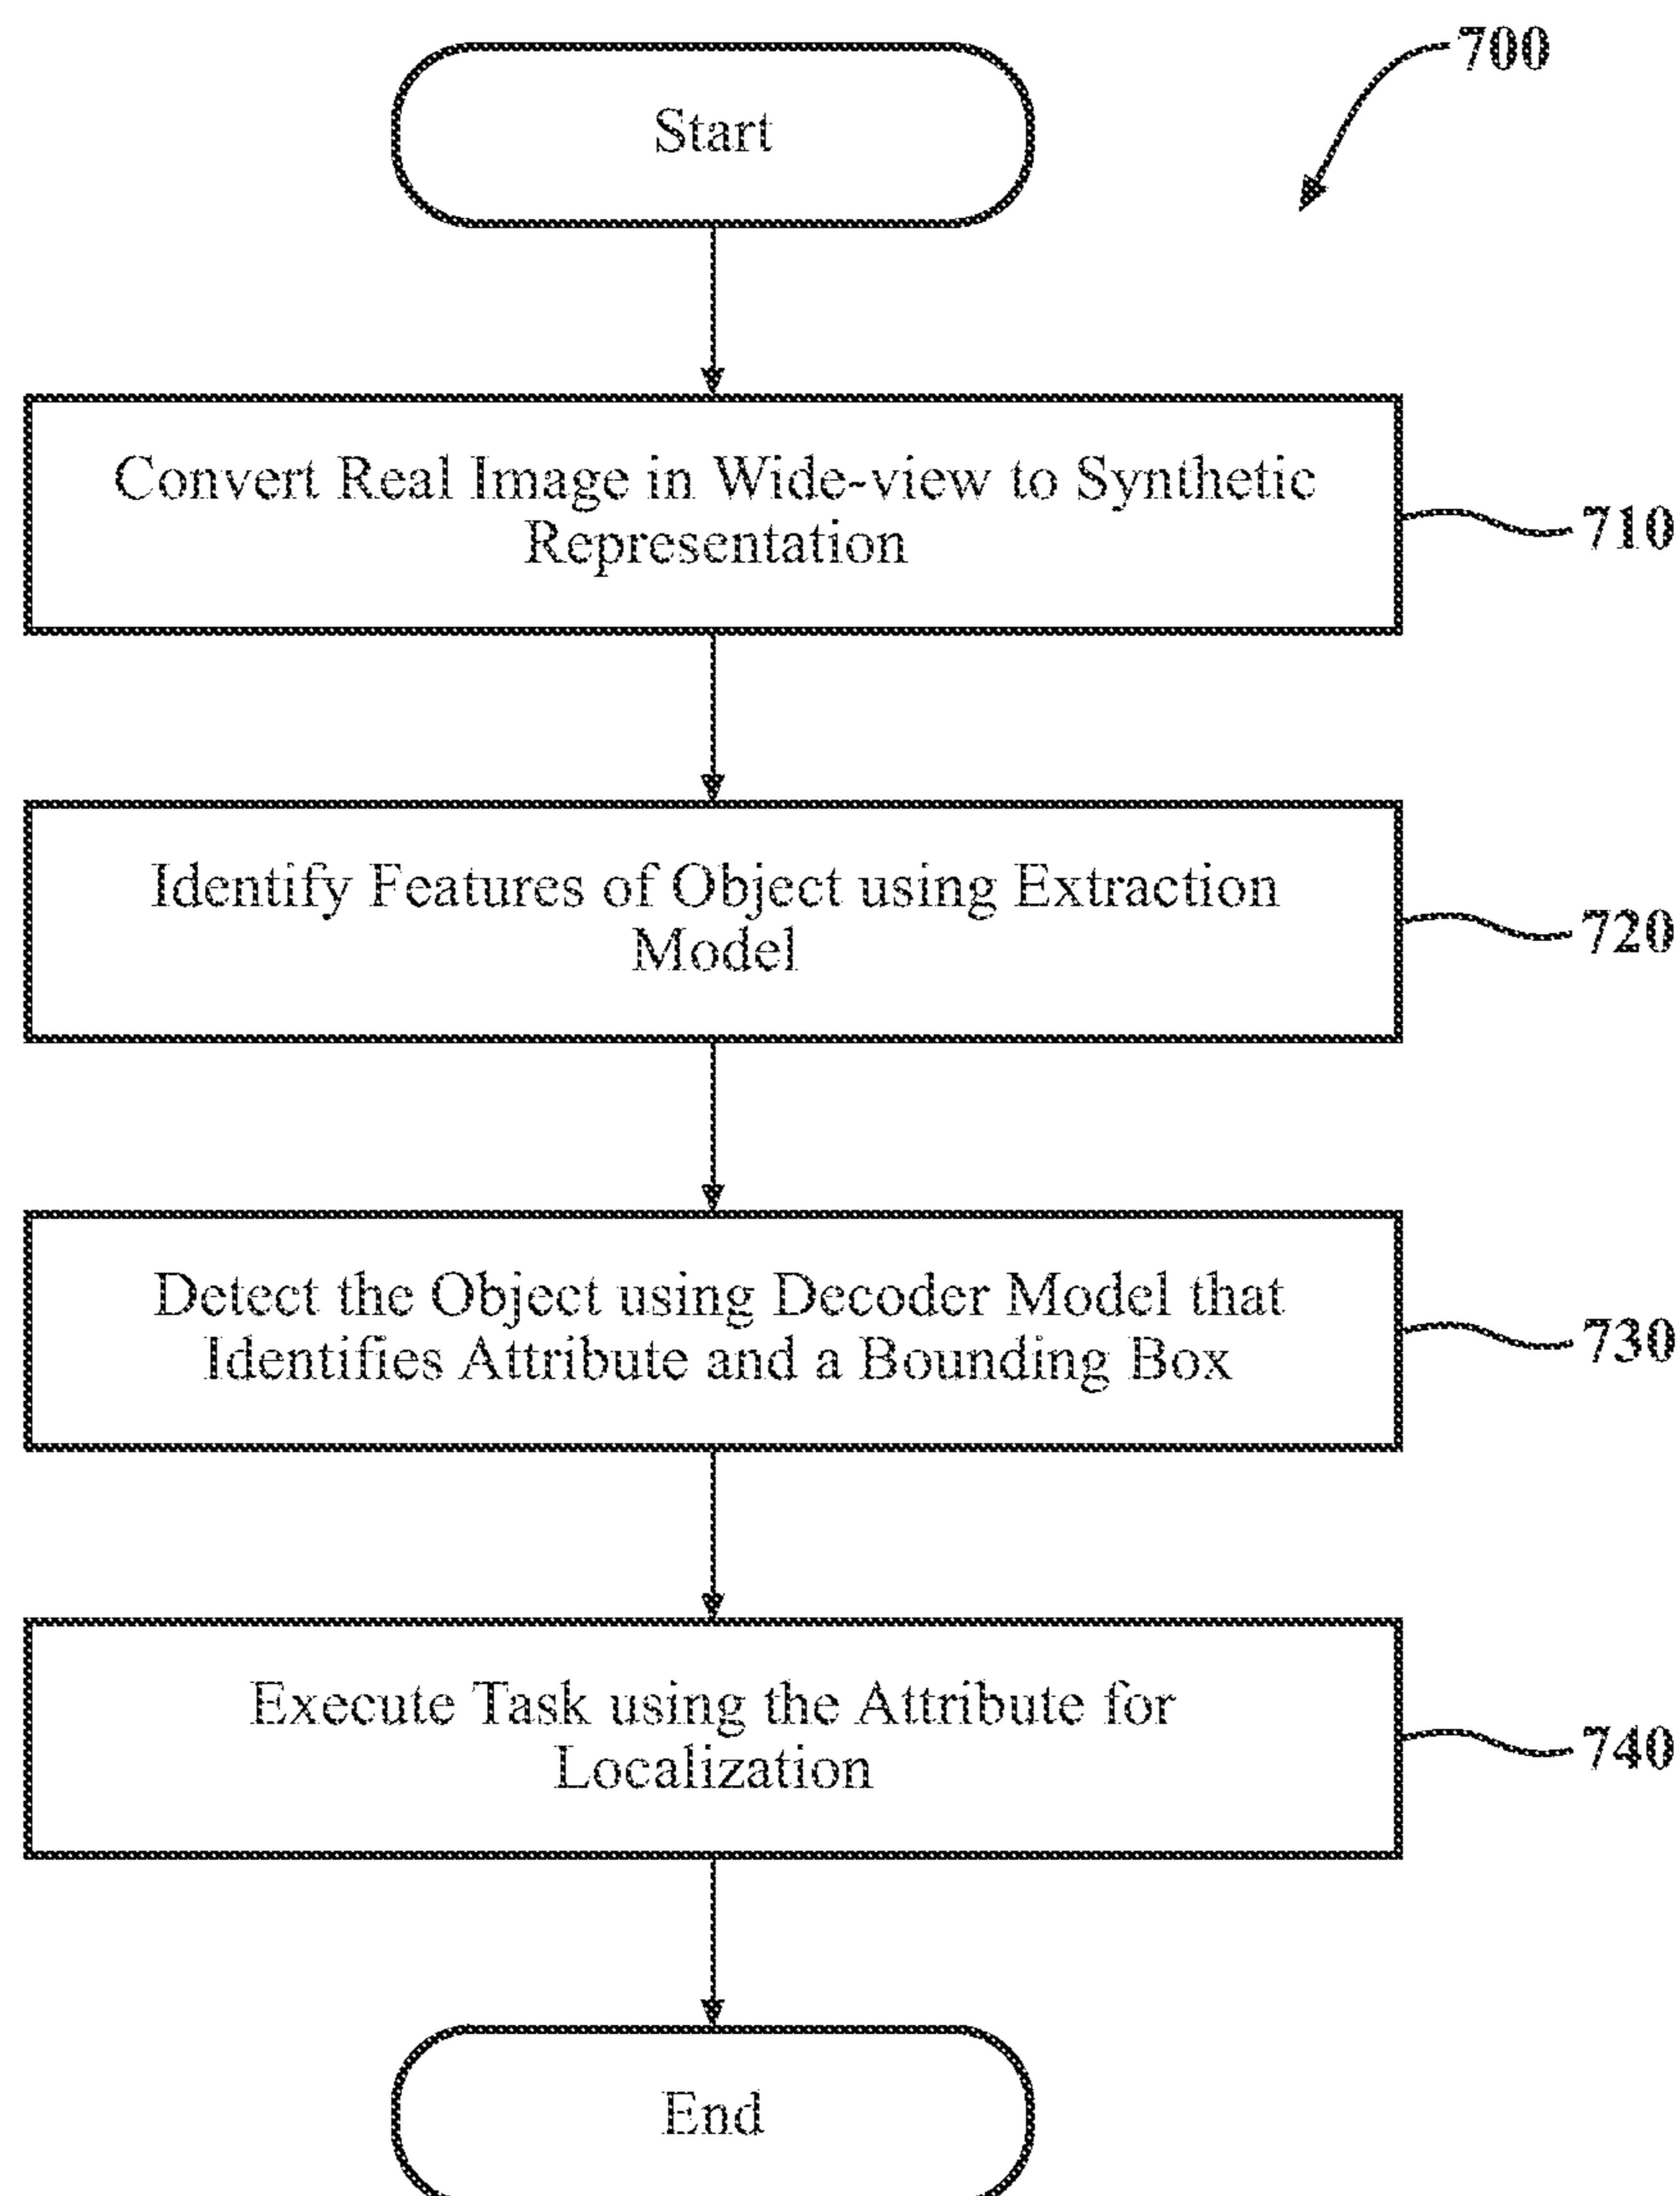 700
Start
Convert Real Image in Wide-view to Synthetic
Representation
710
Identify Features of Object using Extraction
Model
720
Detect the Object using Decoder Model that
Identifies Attribute and a Bounding Box
730
Execute Task using the Attribute for
Localization
740
End